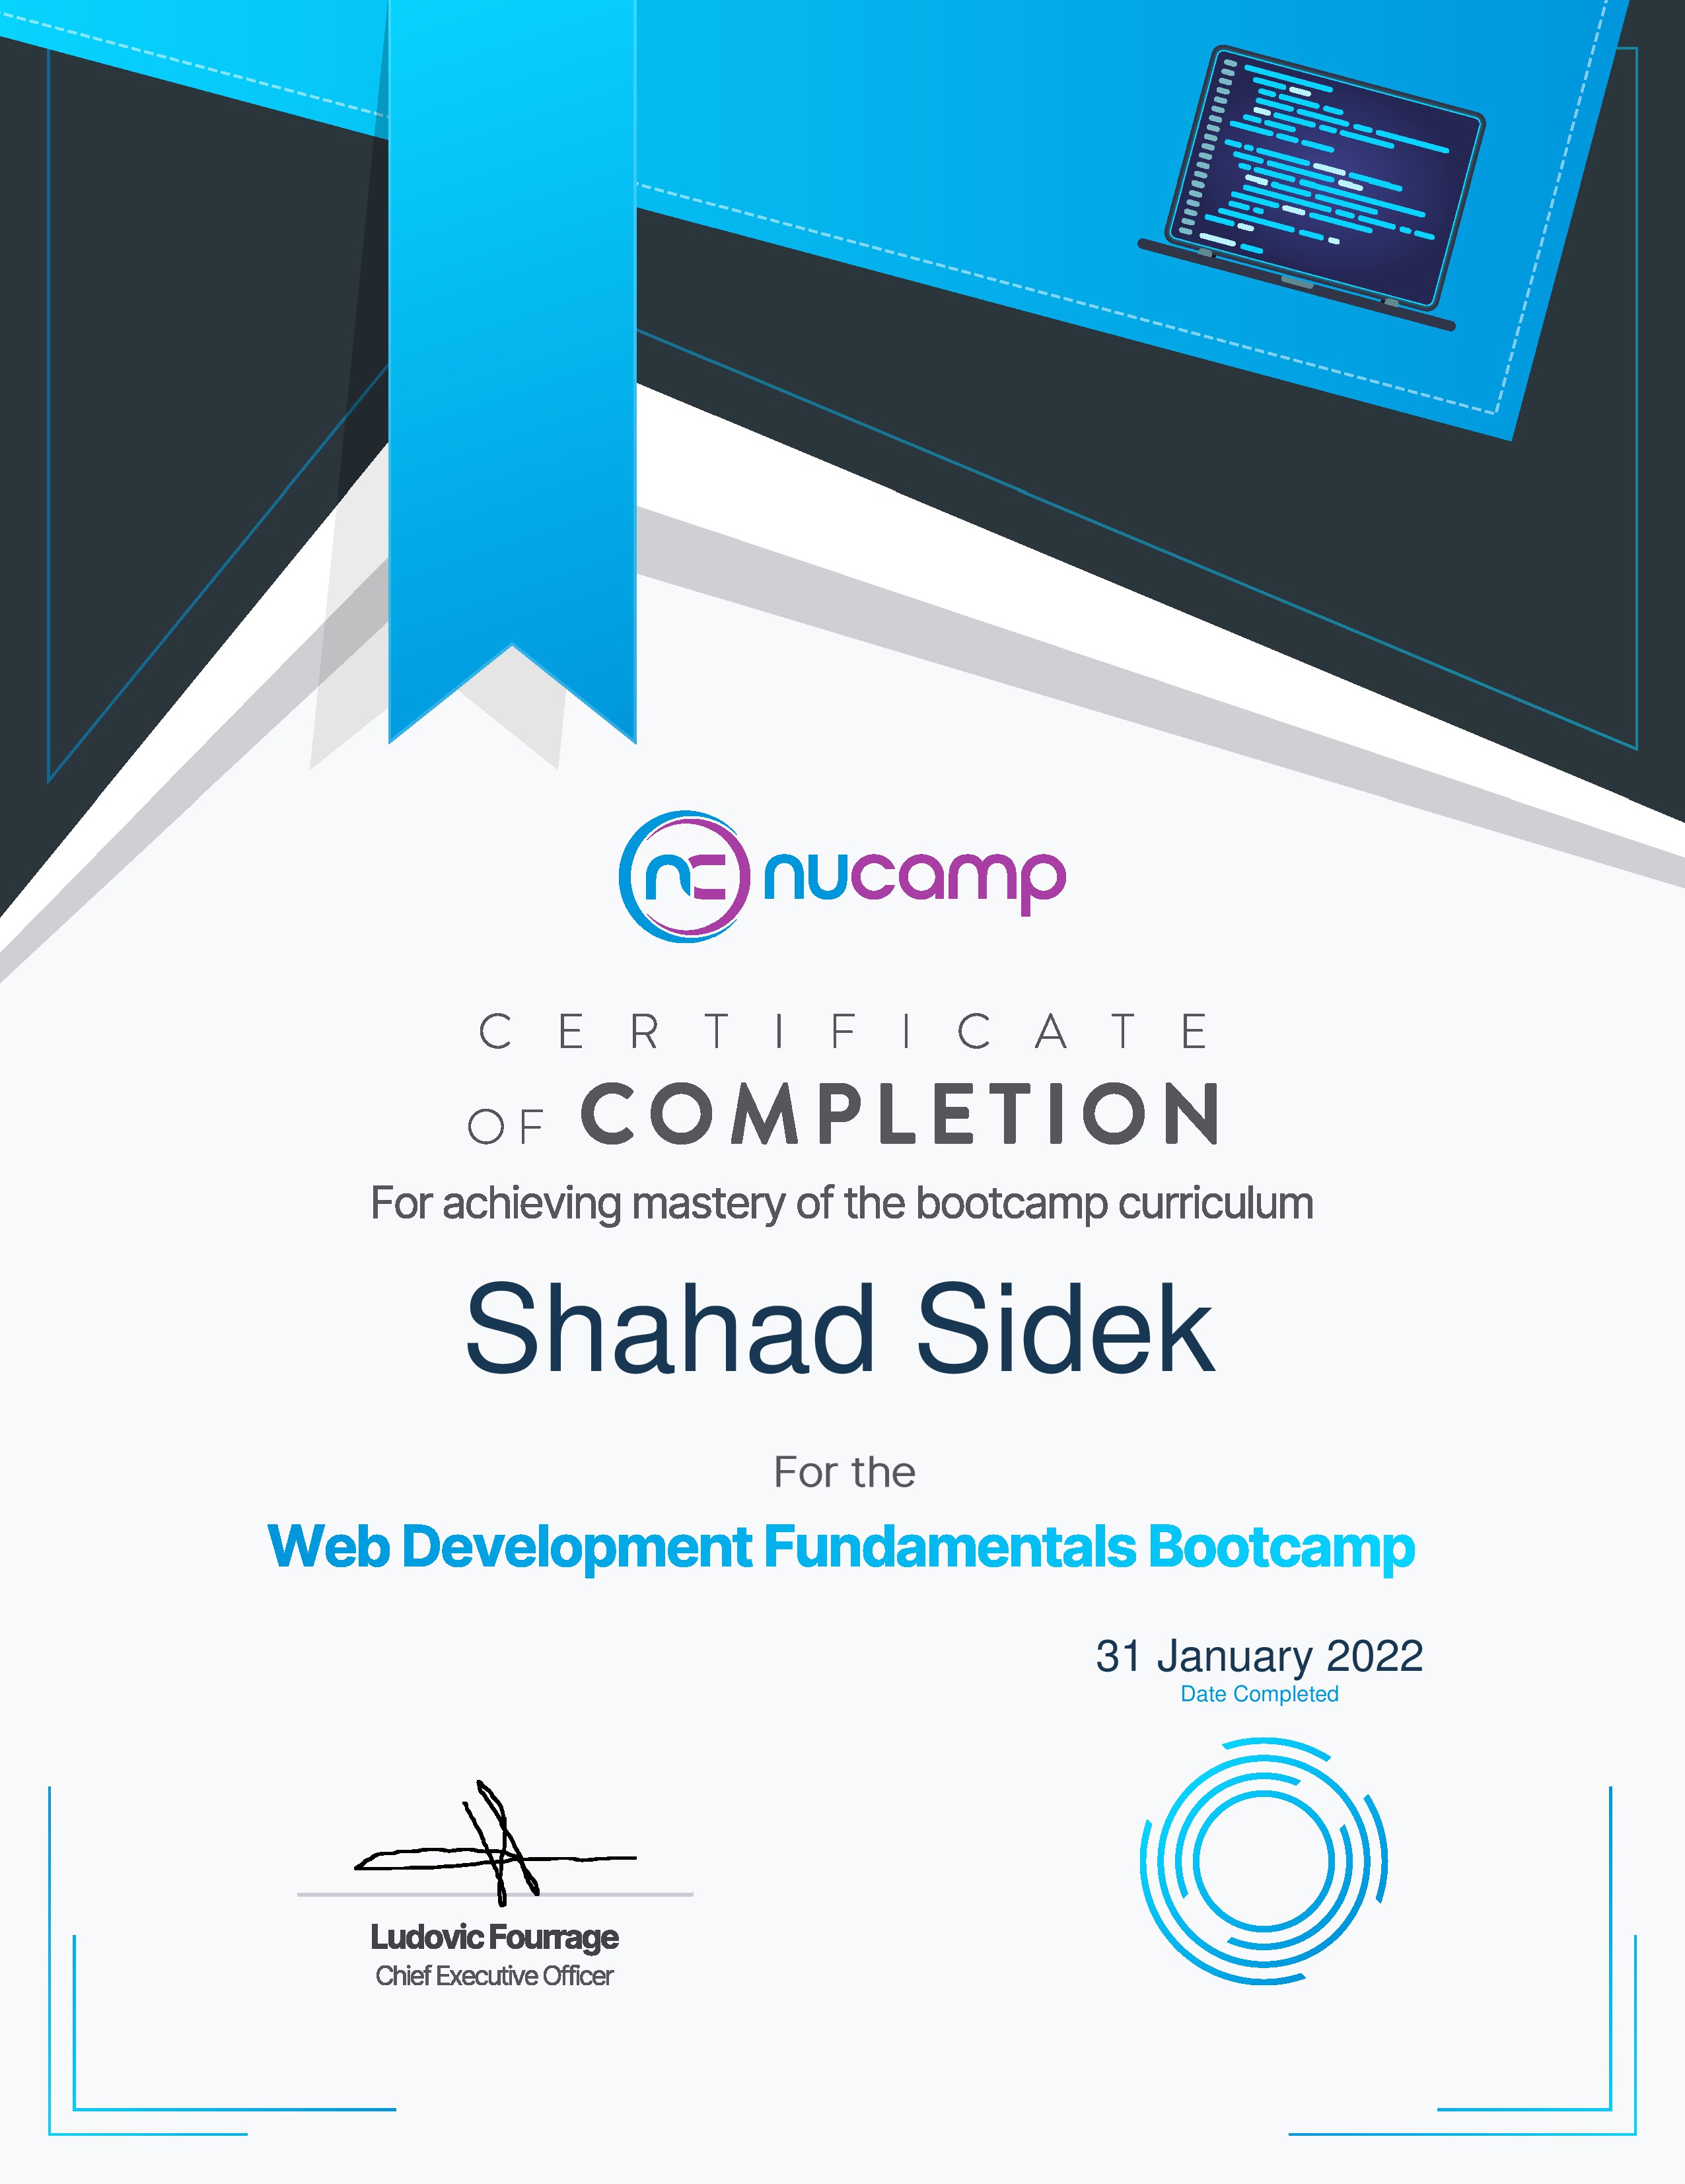 nc nucamp
CERTIFICATE
OF COMPLETION
For achieving mastery of the bootcamp curriculum
Shahad Sidek
For the
Web Development Fundamentals Bootcamp
31 January 2022
Date Completed
Ludovic Fourrage
Chief Executive Officer